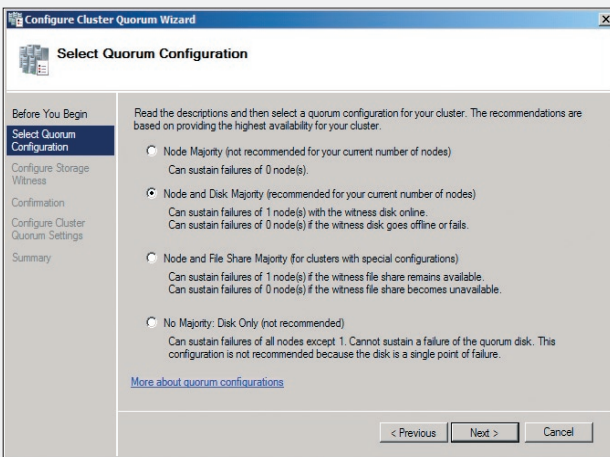 Configure Cluster Quorum Wizard
Select Quorum Configuration
Before You Begin
Select Quorum
Configuration
Configure Storage
Witness
Confirmation
Configure Cluster
Quorum Settings
Summary
Read the descriptions and then select a quorum configuration for your cluster. The recommendations are
based on providing the highest availability for your cluster.
Node Majority (not recommended for your current number of nodes)
Can sustain failures of 0 node(s).
Node and Disk Majority (recommended for your current number of nodes)
Can sustain failures of 1 node(s) with the witness disk online.
Can sustain failures of 0 node(s) if the witness disk goes offline or fails.
Node and File Share Majority (for clusters with special configurations)
Can sustain failures of 1 node(s) if the witness file share remains available.
Can sustain failures of 0 node(s) if the witness file share becomes unavailable.
No Majority: Disk Only (not recommended)
Can sustain failures of all nodes except 1. Cannot sustain a failure of the quorum disk. This
configuration is not recommended because the disk is a single point of failure.
More about quorum configurations
< Previous
Next >
Cancel